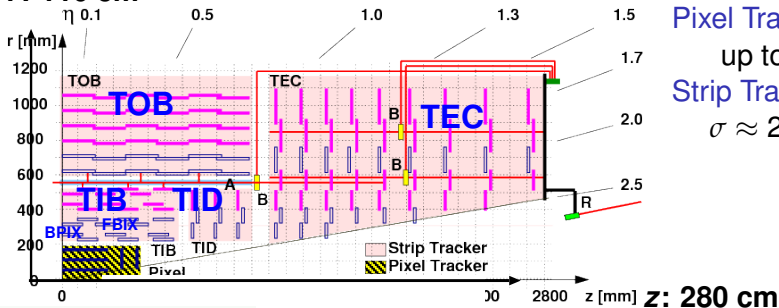 η 0.1 0.5 1.0 1.3 1.5
Pixel Tra
r [mm]
up to
1.7
1200
TOB
TEC
Strip Tra
1000
TOB
B
TEC
2.0
σ ≈ 2
800
600
B
A
B
2.5
400
TIB
TID
R
BPIX
FBIX
200
TIB
TID
Strip Tracker
Pixel
Pixel Tracker
0
0
00
2800
z [mm]
z: 280 cm